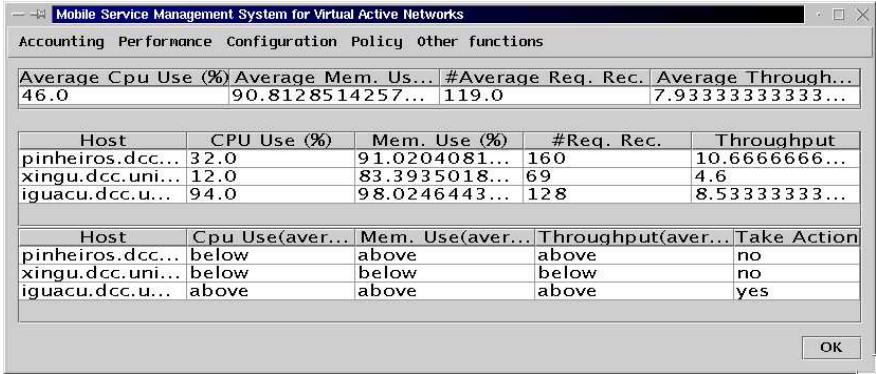 Mobile Service Management System for Virtual Active Networks
Accounting Performance Configuration Policy Other functions
Average Cpu Use (%) Average Mem. Us... #Average Req. Rec. Average Through...
46.0 90.8128514257... 119.0 7.93333333333...
Host CPU Use (%) Mem. Use (%) #Req. Rec. Throughput
pinheiros.dcc... 32.0 91.0204081... 160 10.6666666...
xingu.dcc.uni... 12.0 83.3935018... 69 4.6
iguacu.dcc.u... 94.0 98.0246443... 128 8.53333333...
Host Cpu Use(aver... Mem. Use(aver... Throughput(aver... Take Action
pinheiros.dcc... below above above no
xingu.dcc.uni... below below below no
iguacu.dcc.u... above above above yes
OK